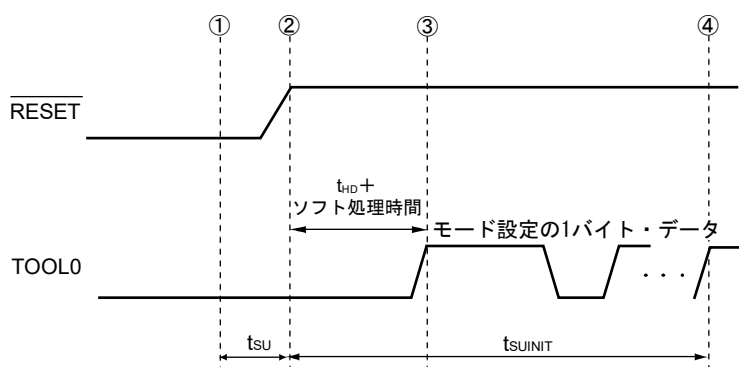 ① ② ③ ④
RESET
tHD＋
ソフト処理時間
モード設定の1バイト・データ
TOOL0
・・・
tSU
tSUINIT